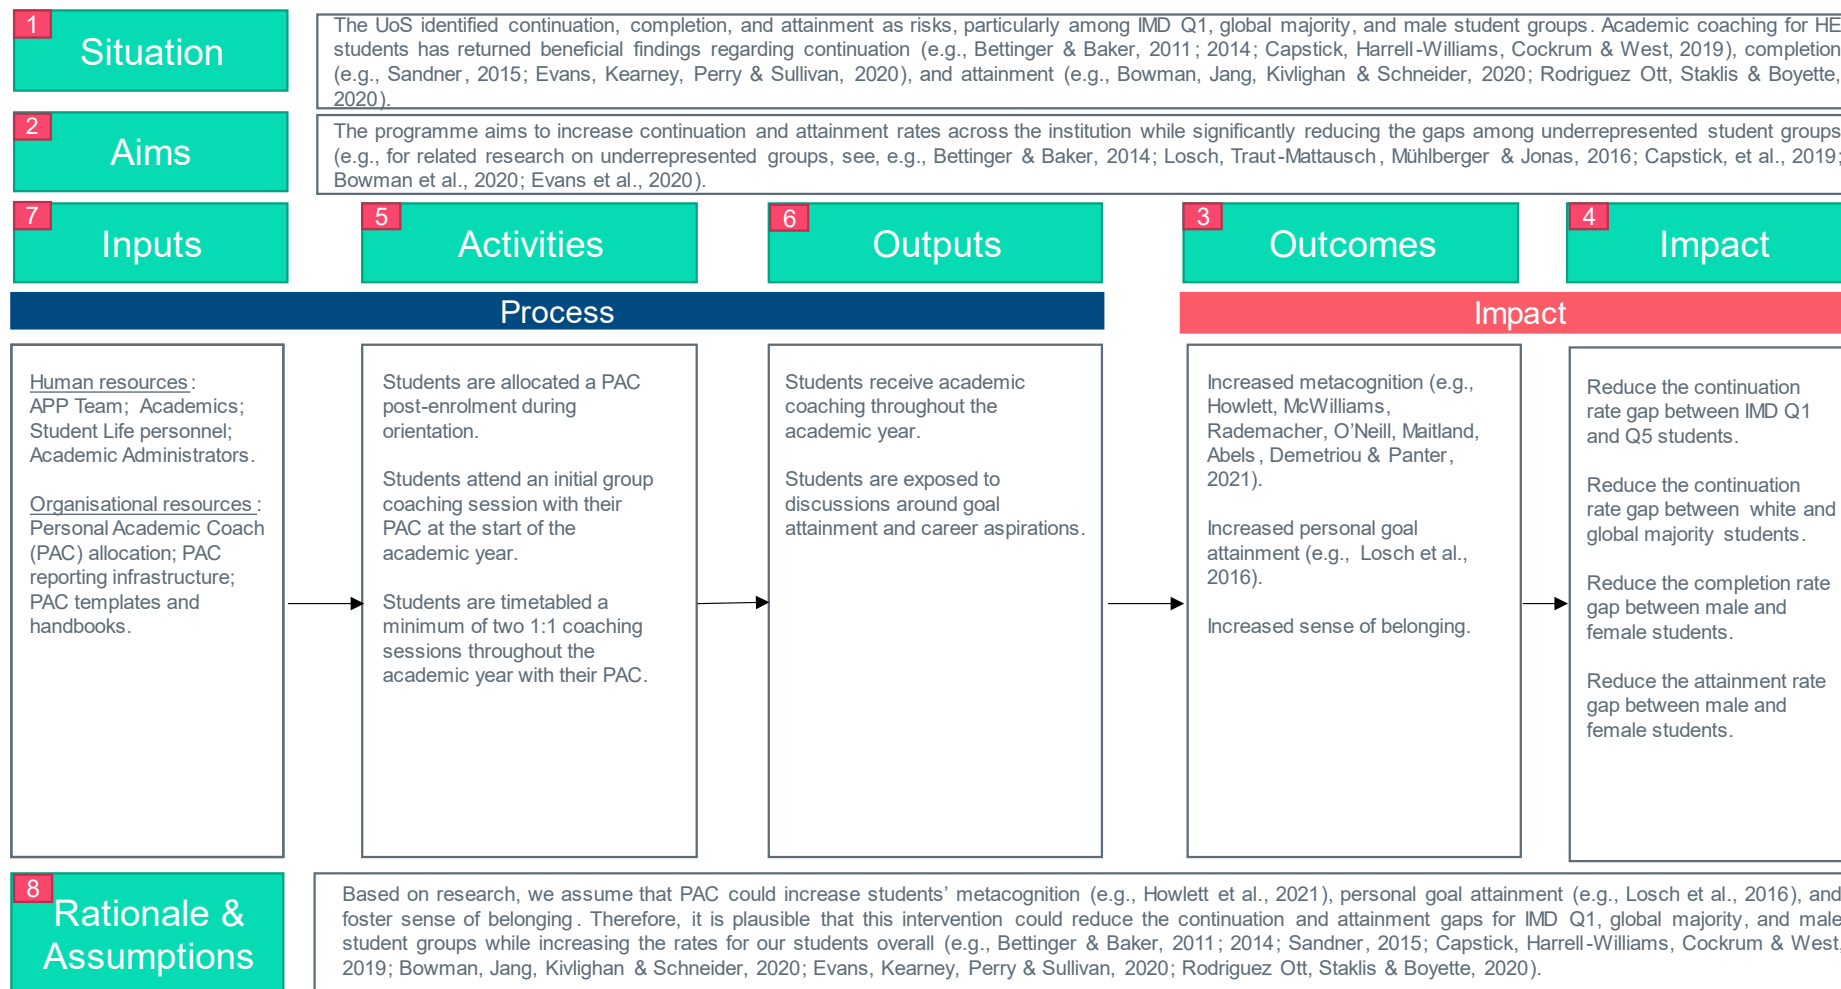 1
Situation
The UoS identified continuation, completion, and attainment as risks, particularly among IMD Q1, global majority, and male student groups. Academic coaching for HE
students has returned beneficial findings regarding continuation (e.g., Bettinger & Baker, 2011; 2014; Capstick, Harrell-Williams, Cockrum & West, 2019), completion
(e.g., Sandner, 2015; Evans, Kearney, Perry & Sullivan, 2020), and attainment (e.g., Bowman, Jang, Kivlighan & Schneider, 2020; Rodriguez Ott, Staklis & Boyette,
2020).
2
Aims
The programme aims to increase continuation and attainment rates across the institution while significantly reducing the gaps among underrepresented student groups
(e.g., for related research on underrepresented groups, see, e.g., Bettinger & Baker, 2014; Losch, Traut-Mattausch, Mühlberger & Jonas, 2016; Capstick, et al., 2019;
Bowman et al., 2020; Evans et al., 2020).
7
Inputs
5
Activities
6
Outputs
3
Outcomes
4
Impact
Process
Impact
Human resources:
APP Team; Academics;
Student Life personnel;
Academic Administrators.
Organisational resources:
Personal Academic Coach
(PAC) allocation; PAC
reporting infrastructure;
PAC templates and
handbooks.
Students are allocated a PAC
post-enrolment during
orientation.
Students attend an initial group
coaching session with their
PAC at the start of the
academic year.
Students are timetabled a
minimum of two 1:1 coaching
sessions throughout the
academic year with their PAC.
Students receive academic
coaching throughout the
academic year.
Students are exposed to
discussions around goal
attainment and career aspirations.
Increased metacognition (e.g.,
Howlett, McWilliams,
Rademacher, O'Neill, Maitland,
Abels, Demetriou & Panter,
2021).
Increased personal goal
attainment (e.g., Losch et al.,
2016).
Increased sense of belonging.
Reduce the continuation
rate gap between IMD Q1
and Q5 students.
Reduce the continuation
rate gap between white and
global majority students.
Reduce the completion rate
gap between male and
female students.
Reduce the attainment rate
gap between male and
female students.
8
Rationale &
Assumptions
Based on research, we assume that PAC could increase students' metacognition (e.g., Howlett et al., 2021), personal goal attainment (e.g., Losch et al., 2016), and
foster sense of belonging. Therefore, it is plausible that this intervention could reduce the continuation and attainment gaps for IMD Q1, global majority, and male
student groups while increasing the rates for our students overall (e.g., Bettinger & Baker, 2011; 2014; Sandner, 2015; Capstick, Harrell-Williams, Cockrum & West,
2019; Bowman, Jang, Kivlighan & Schneider, 2020; Evans, Kearney, Perry & Sullivan, 2020; Rodriguez Ott, Staklis & Boyette, 2020).